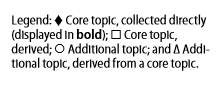 Legend: ♦ Core topic, collected directly
(displayed in bold); □ Core topic,
derived; ○ Additional topic; and Δ Addi-
tional topic, derived from a core topic.